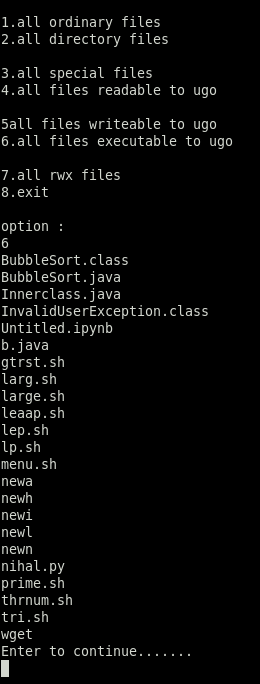 1.all ordinary files
2.all directory files
3.all special files
4.all files readable to ugo
5all files writeable to ugo
6.all files executable to ugo
7.all rwx files
8.exit
option :
6
BubbleSort.class
BubbleSort.java
Innerclass.java
InvalidUserException.class
Untitled.ipynb
b.java
gtrst.sh
larg.sh
large.sh
leaap.sh
lep.sh
lp.sh
menu.sh
newa
newh
newi
newl
newn
nihal.py
prime.sh
thrnum.sh
tri.sh
wget
Enter to continue.......